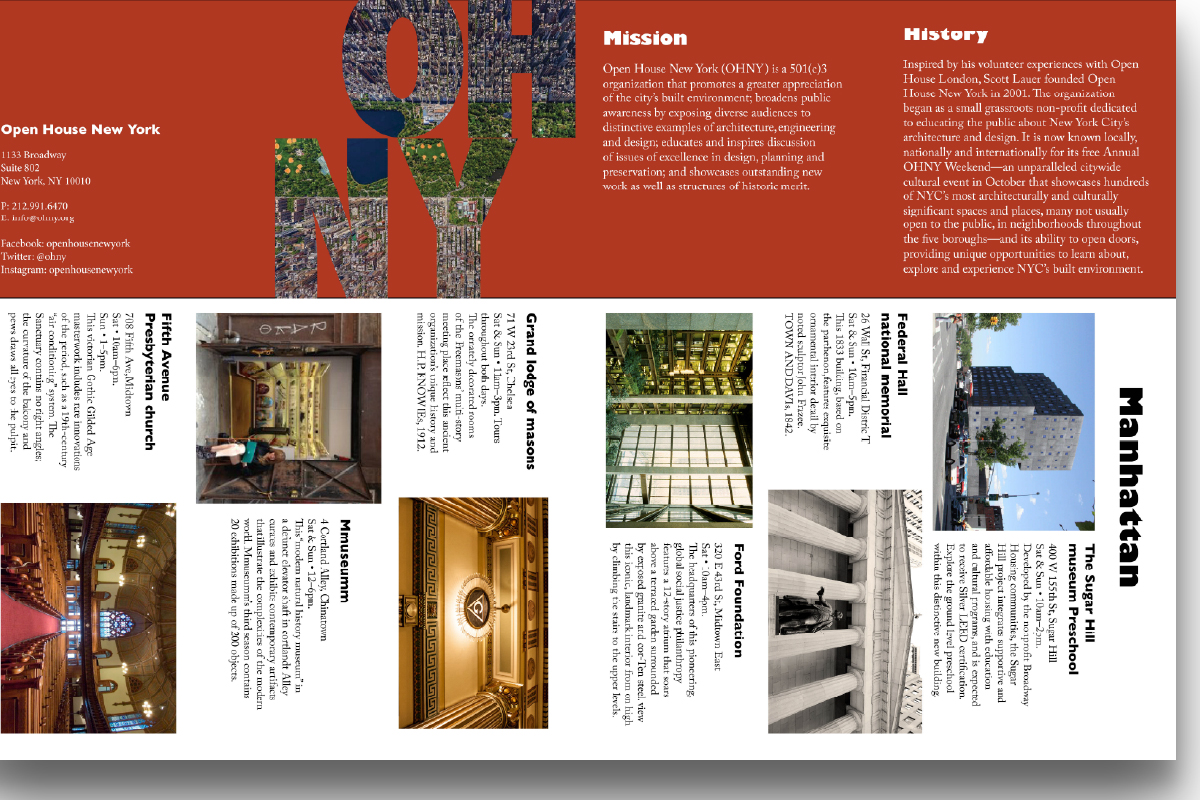 OH
NY
Open House New York
1133 Broadway
Suite 802
New York, NY 10010
P: 212.991.6470
E: info@ohny.org
Facebook: openhousenewyork
Twitter: @ohny
Instagram: openhousenewyork
Mission
Open House New York (OHNY) is a 501(c)3
organization that promotes a greater appreciation
of the city's built environment; broadens public
awareness by exposing diverse audiences to
distinctive examples of architecture, engineering
and design; educates and inspires discussion
of issues of excellence in design, planning and
preservation; and showcases outstanding new
work as well as structures of historic merit.
History
Inspired by his volunteer experiences with Open
House London, Scott Lauer founded Open
House New York in 2001. The organization
began as a small grassroots non-profit dedicated
to educating the public about New York City's
architecture and design. It is now known locally,
nationally and internationally for its free Annual
OHNY Weekend—an unparalleled citywide
cultural event in October that showcases hundreds
of NYC's most architecturally and culturally
significant spaces and places, many not usually
open to the public, in neighborhoods throughout
the five boroughs—and its ability to open doors,
providing unique opportunities to learn about,
explore and experience NYC's built environment.
Manhattan
The Sugar Hill
museum Preschool
400 W. 155th St, Sugar Hill
Sat & Sun • 10am–2pm.
Developed by the nonprofit Broadway
Housing communities, the Sugar
Hill project integrates supportive and
affordable housing with education
and cultural programs, and is expected
to receive Silver LEED certification.
Explore the ground level preschool
within this distinctive new building.
Federal Hall
national memorial
26 Wall St, Financial Distric T
Sat & Sun • 10am–5pm.
This 1833 building, based on
the parthenon, features exquisite
ornamental interior detail by
noted sculptor John Frazee.
TOWN AND DAVIS, 1842.
Ford Foundation
320 E 43rd St, Midtown East
Sat • 10am–4pm.
The headquarters of this pioneering
global social justice philanthropy
features a 12-story atrium that soars
above a terraced garden surrounded
by exposed granite and cor-Ten steel. view
this iconic, landmark interior from on high
by climbing the stairs to the upper levels.
Grand lodge of masons
71 W 23rd St, Chelsea
Sat & Sun • 11am–3pm. Tours
throughout both days.
The ornately decorated rooms
of the Freemasons' multi-story
meeting place reflect this ancient
organization's unique history and
mission. H.P. KNOWlES, 1912.
Mmuseumm
4 Cortland Alley, Chinatown
Sat & Sun • 12–6pm.
This "modern natural history museum" in
a defunct elevator shaft in cortlandt Alley
curates and exhibits contemporary artifacts
that illustrate the complexities of the modern
world. Mmuseumm's third season contains
20 exhibitions made up of 200 objects.
Fifth Avenue
Presbyterian church
708 Fifth Ave, Midtown
Sat • 10am–6pm.
Sun • 1–5pm.
This victorian Gothic Gilded Age
masterwork includes rare innovations
of the period, such as a 19th-century
"air conditioning" system. The
Sanctuary contains no right angles;
the curvature of the balcony and
pews draws all eyes to the pulpit.